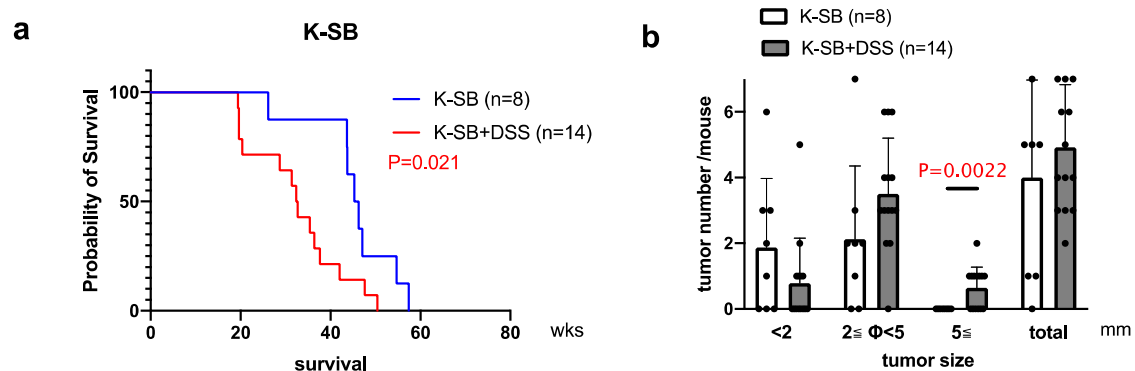 a
K-SB
Probability of Survival
100
50
0
0 20 40 60 80 wks
survival
K-SB (n=8)
K-SB+DSS (n=14)
P=0.021
b
K-SB (n=8)
K-SB+DSS (n=14)
tumor number /mouse
6
4
2
0
P=0.0022
<2 2≦ Φ<5 5≦ total mm
tumor size